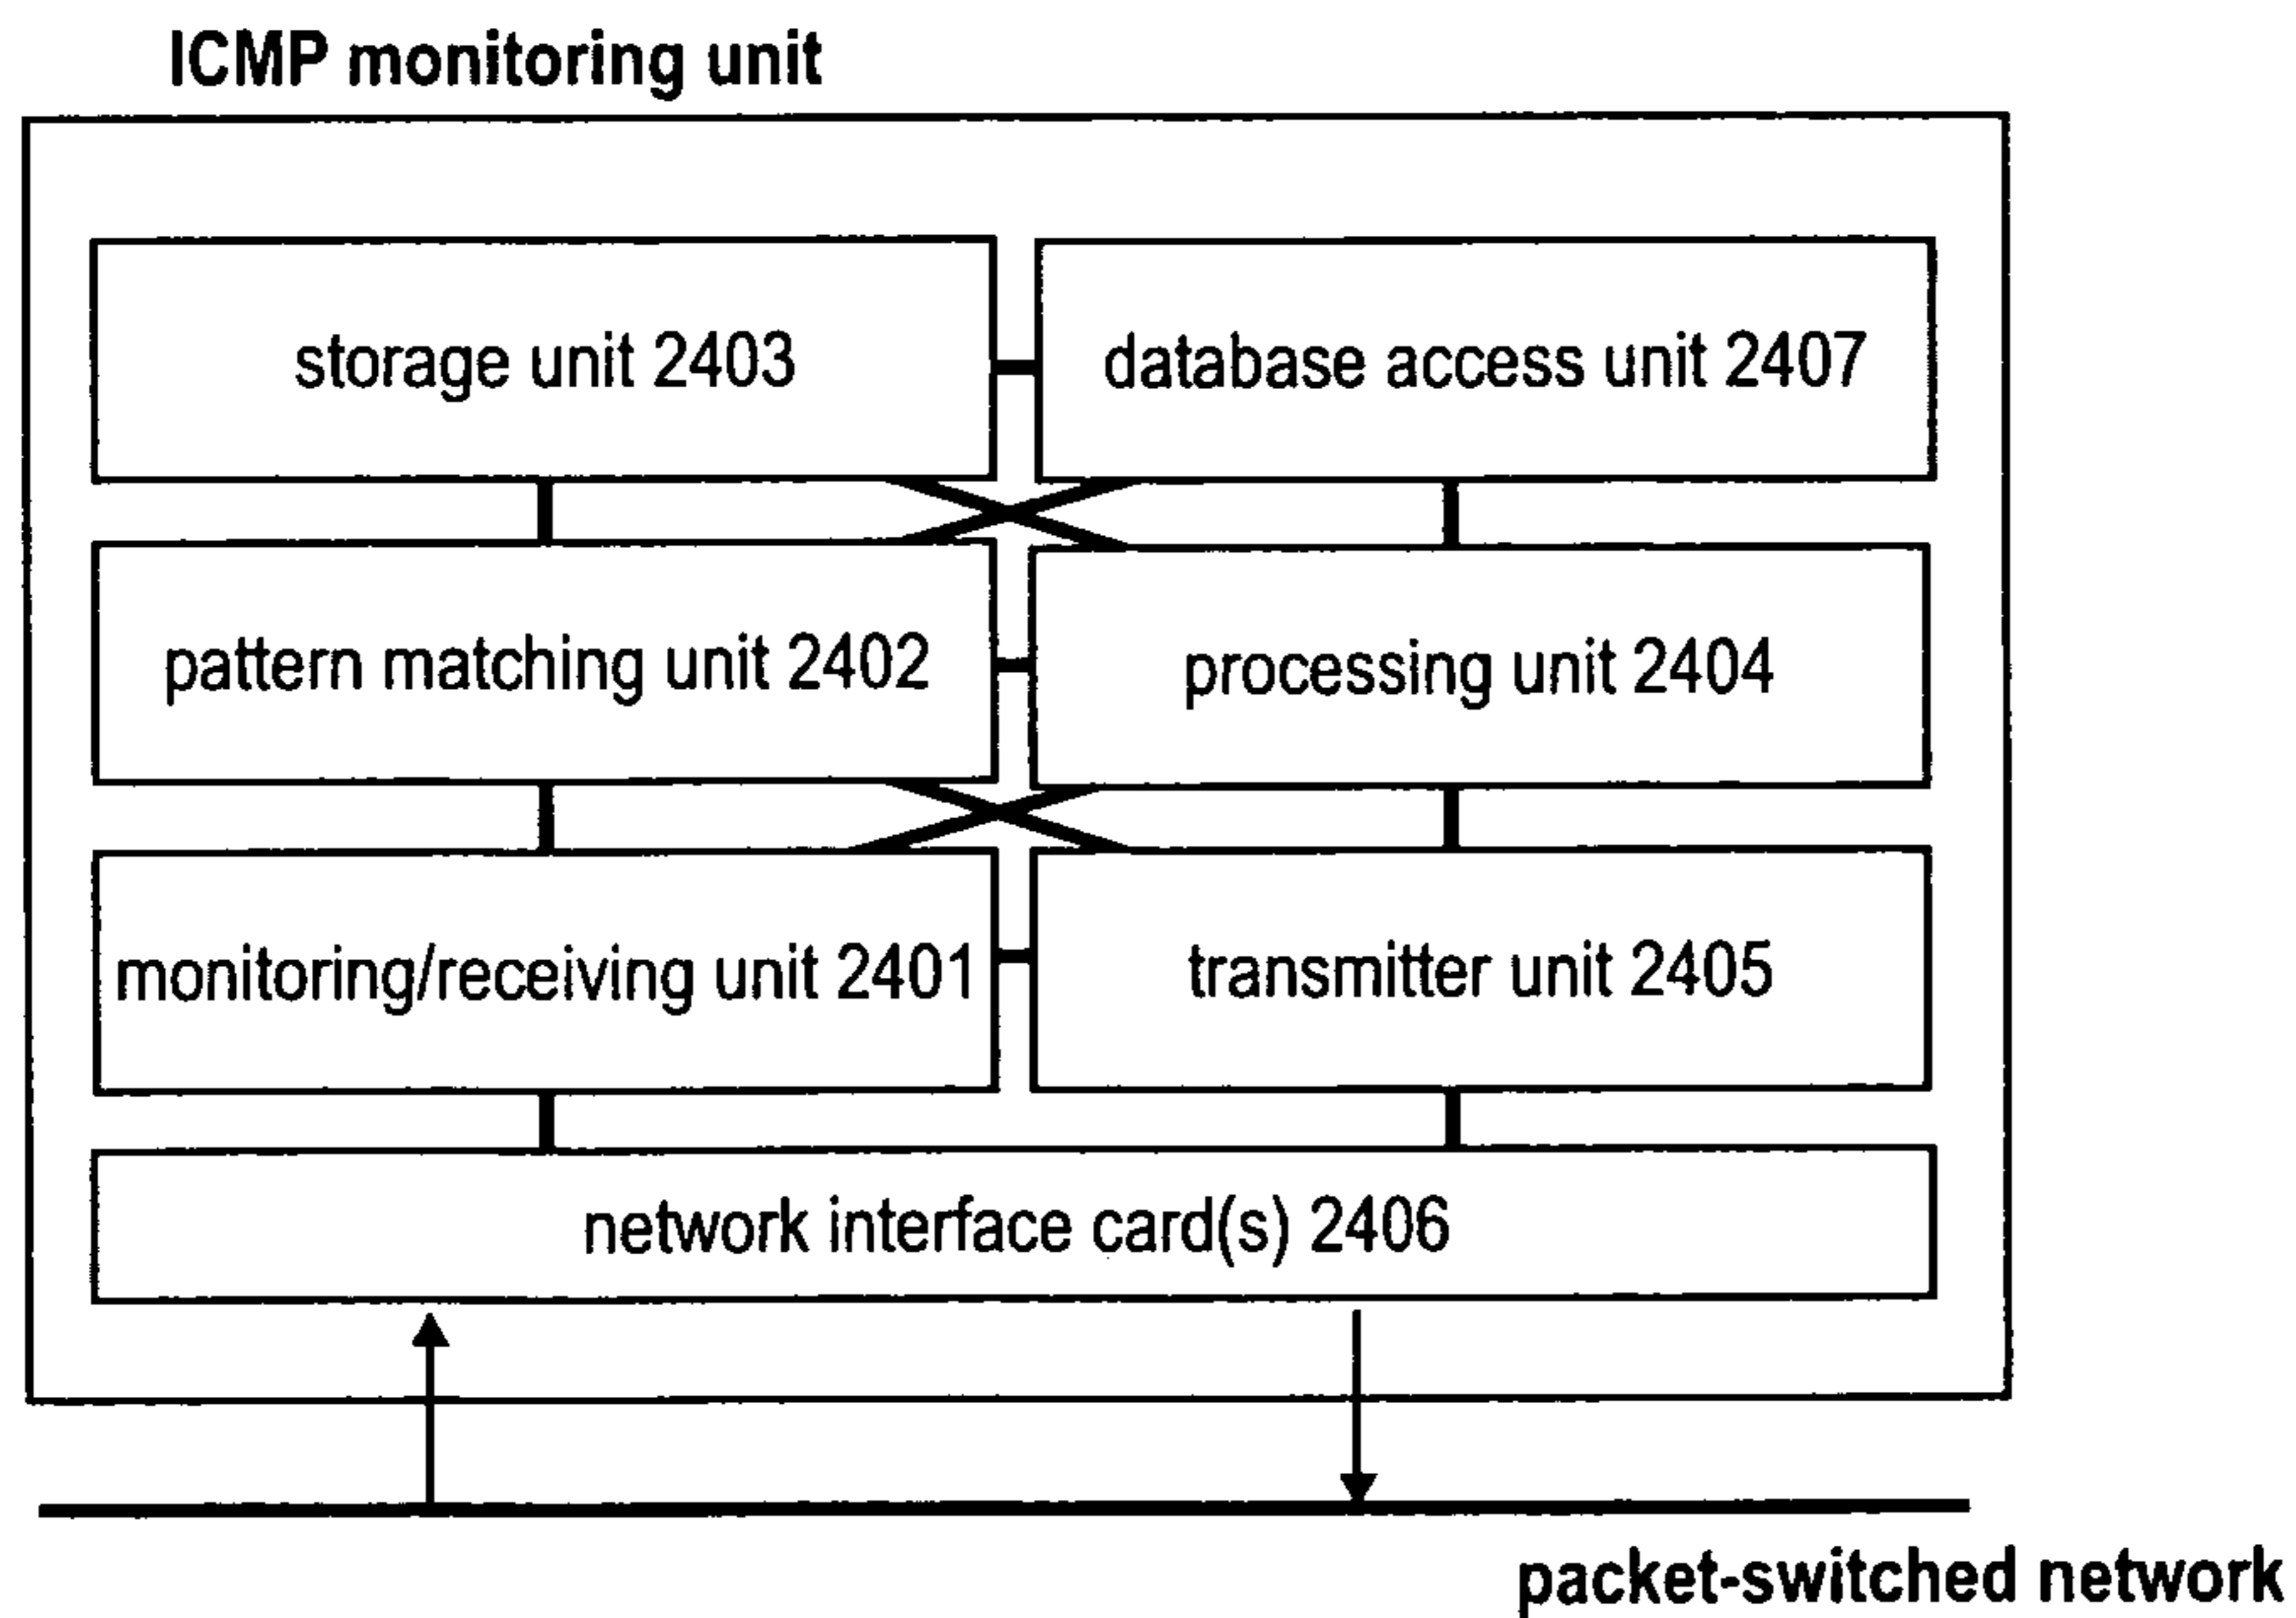 ICMP monitoring unit
storage unit 2403
database access unit 2407
pattern matching unit 2402
processing unit 2404
monitoring/receiving unit 2401
transmitter unit 2405
network interface card(s) 2406
packet-switched network